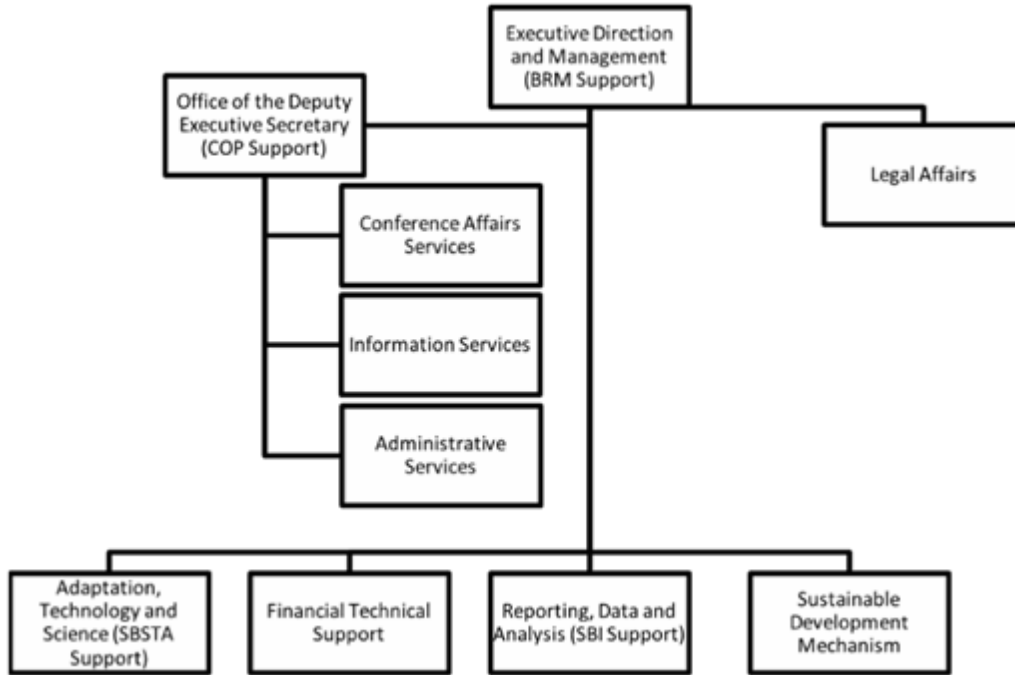 Executive Direction
and Management
(BRM Support)
Office of the Deputy
Executive Secretary
(COP Support)
Legal Affairs
Conference Affairs
Services
Information Services
Administrative
Services
Adaptation,
Technology and
Science (SBSTA
Support)
Financial Technical
Support
Reporting, Data and
Analysis (SBI Support)
Sustainable
Development
Mechanism